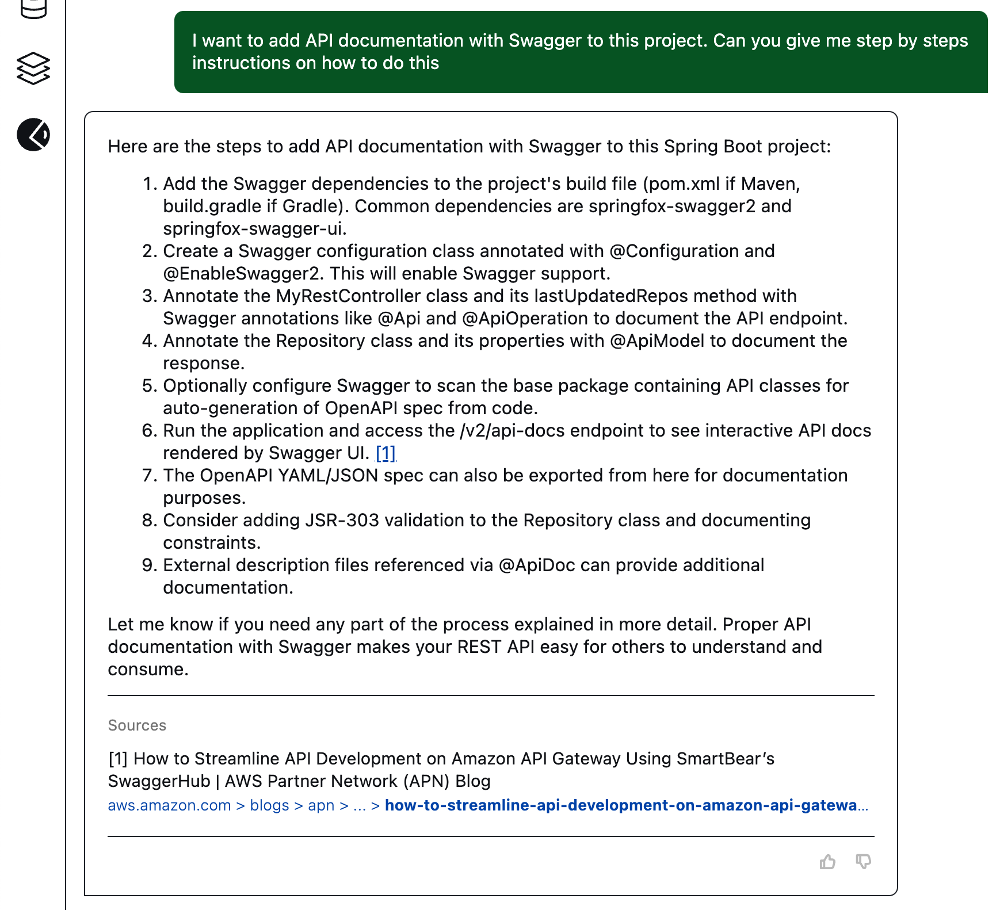 I want to add API documentation with Swagger to this project. Can you give me step by steps
instructions on how to do this
Here are the steps to add API documentation with Swagger to this Spring Boot project:
1. Add the Swagger dependencies to the project's build file (pom.xml if Maven,
build.gradle if Gradle). Common dependencies are springfox-swagger2 and
springfox-swagger-ui.
2. Create a Swagger configuration class annotated with @Configuration and
@EnableSwagger2. This will enable Swagger support.
3. Annotate the MyRestController class and its lastUpdatedRepos method with
Swagger annotations like @Api and @ApiOperation to document the API endpoint.
4. Annotate the Repository class and its properties with @ApiModel to document the
response.
5. Optionally configure Swagger to scan the base package containing API classes for
auto-generation of OpenAPI spec from code.
6. Run the application and access the /v2/api-docs endpoint to see interactive API docs
rendered by Swagger UI. [1]
7. The OpenAPI YAML/JSON spec can also be exported from here for documentation
purposes.
8. Consider adding JSR-303 validation to the Repository class and documenting
constraints.
9. External description files referenced via @ApiDoc can provide additional
documentation.
Let me know if you need any part of the process explained in more detail. Proper API
documentation with Swagger makes your REST API easy for others to understand and
consume.
Sources
[1] How to Streamline API Development on Amazon API Gateway Using SmartBear’s
SwaggerHub | AWS Partner Network (APN) Blog
aws.amazon.com > blogs > apn > ... > how-to-streamline-api-development-on-amazon-api-gatewa...